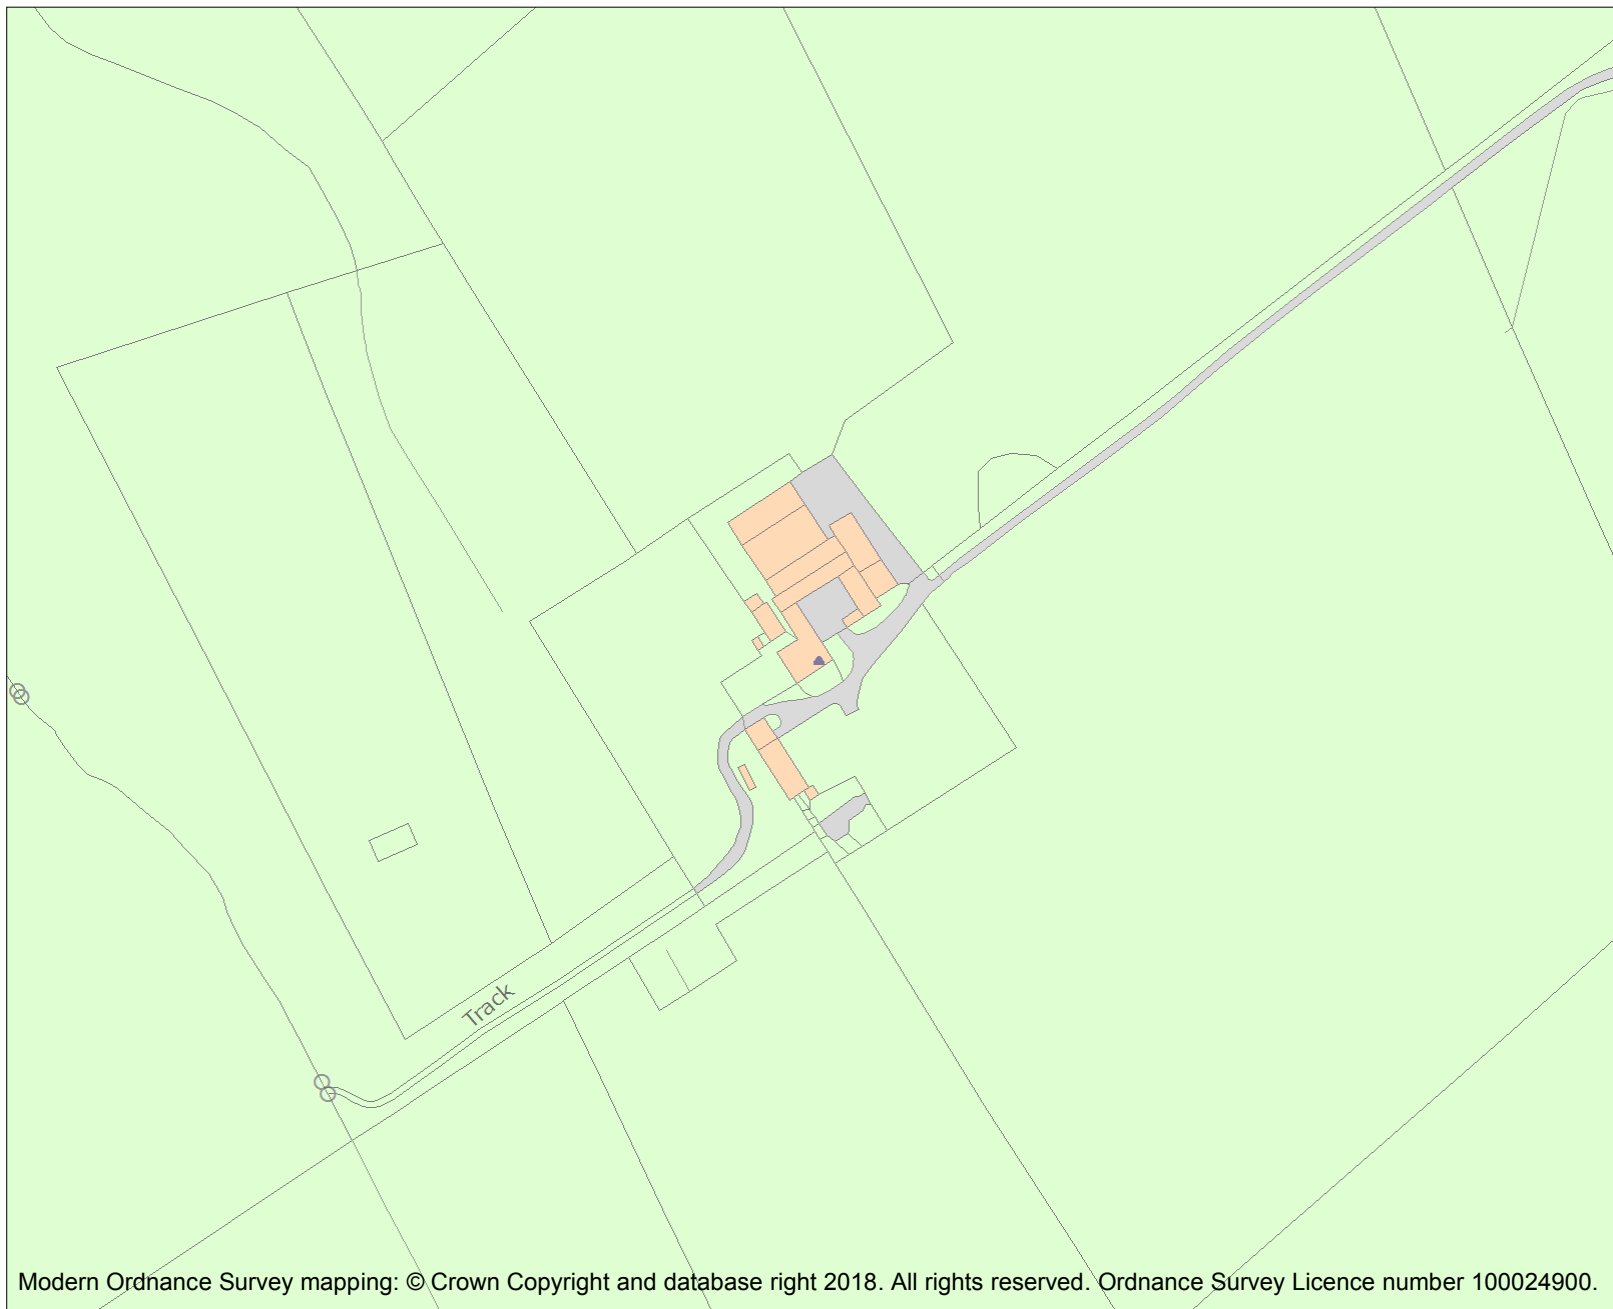 Track
Modern Ordnance Survey mapping: © Crown Copyright and database right 2018. All rights reserved. Ordnance Survey Licence number 100024900.